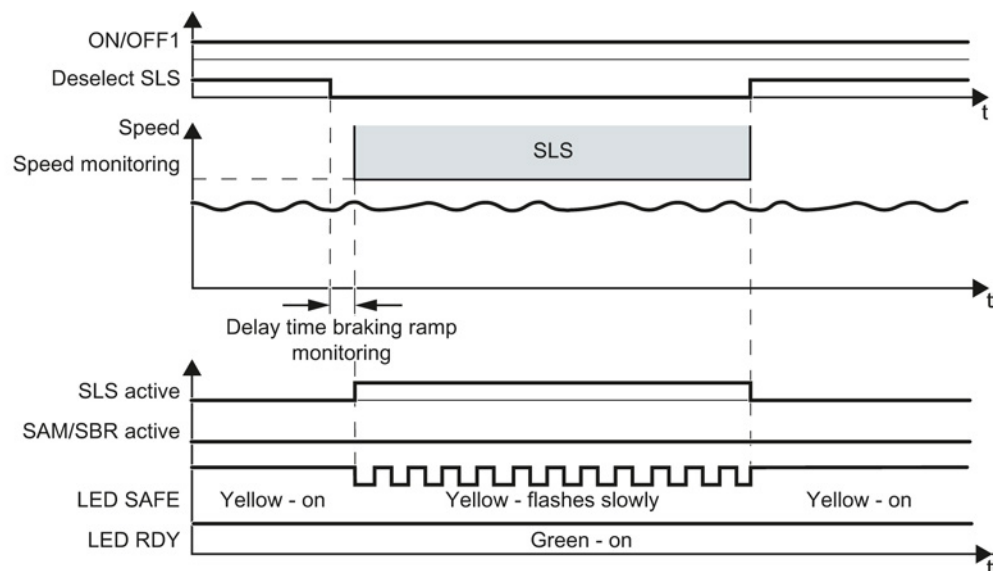 ON/OFF1
Deselect SLS
t
Speed
Speed monitoring
SLS
t
Delay time braking ramp
monitoring
SLS active
SAM/SBR active
LED SAFE
Yellow - on
Yellow - flashes slowly
Yellow - on
LED RDY
Green - on
t